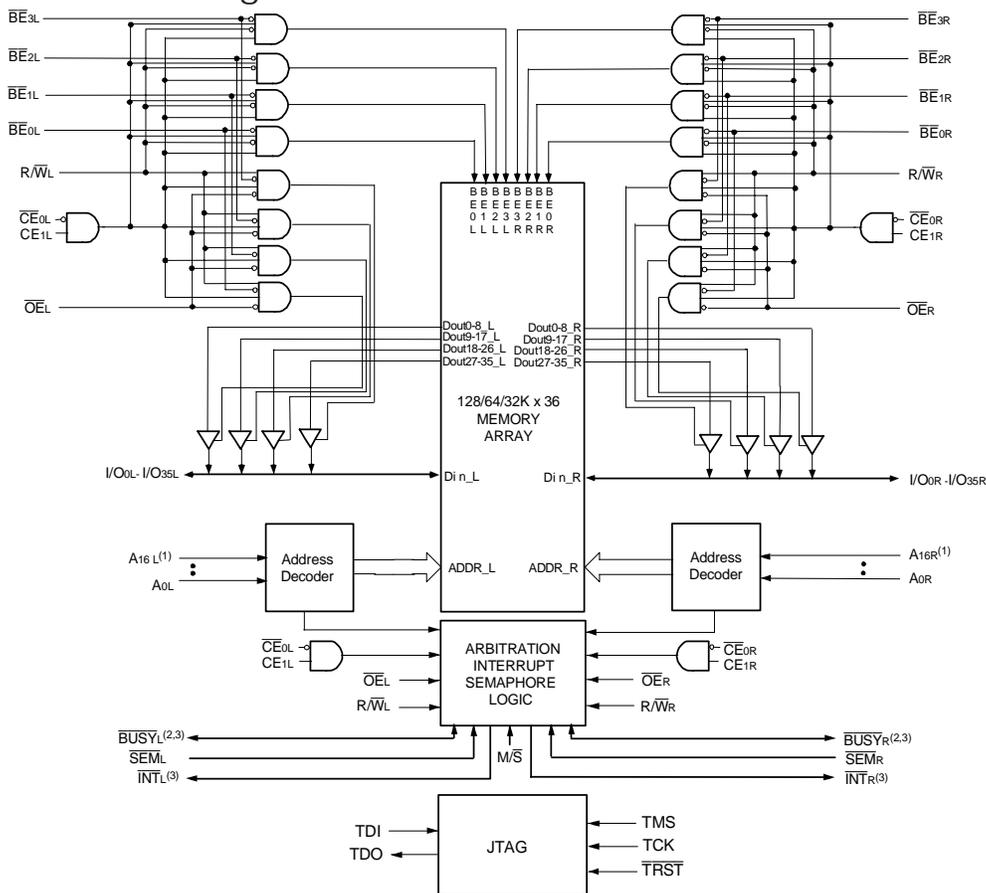 BE3L
BE3R
BE2L
BE2R
BE1L
BE1R
BE0L
BE0R
R/WL
R/WR
CE0L
CE1L
CE0R
CE1R
OEL
OER
B B B B B B B B
E E E E E E E E
0 1 2 3 3 2 1 0
L L L L R R R R
Dout0-8_L
Dout9-17_L
Dout18-26_L
Dout27-35_L
Dout0-8_R
Dout9-17_R
Dout18-26_R
Dout27-35_R
128/64/32K x 36
MEMORY
ARRAY
I/O0L- I/O35L
Din_L
Din_R
I/O0R -I/O35R
A16 L(1)
A0L
Address
Decoder
ADDR_L
ADDR_R
Address
Decoder
A16R(1)
A0R
CE0L
CE1L
OEL
R/WL
ARBITRATION
INTERRUPT
SEMAPHORE
LOGIC
CE0R
CE1R
OER
R/WR
BUSYL(2,3)
SEML
INTL(3)
M/S
BUSYR(2,3)
SEMR
INTR(3)
TDI
TDO
JTAG
TMS
TCK
TRST